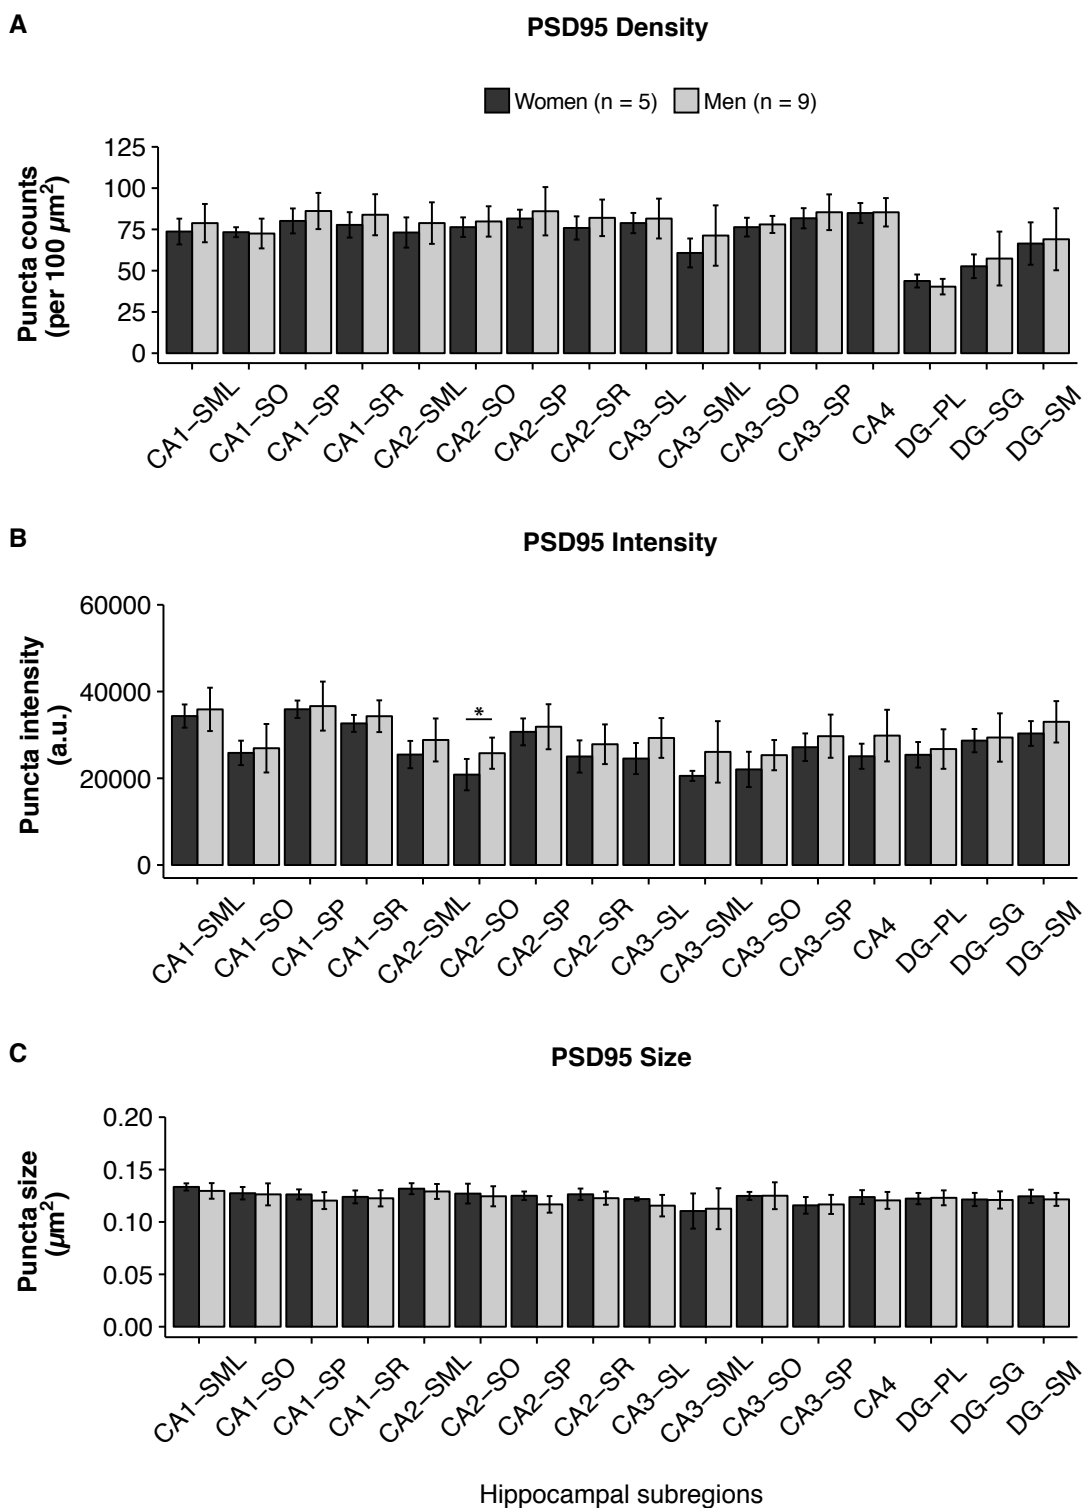 A
PSD95 Density
Women (n = 5) Men (n = 9)
Puncta counts
(per 100 µm²)
125
100
75
50
25
0
CA1−SML CA1−SO CA1−SP CA1−SR CA2−SML CA2−SO CA2−SP CA2−SR CA3−SL CA3−SML CA3−SO CA3−SP CA4 DG−PL DG−SG DG−SM
B
PSD95 Intensity
Puncta intensity
(a.u.)
60000
40000
20000
0
*
CA1−SML CA1−SO CA1−SP CA1−SR CA2−SML CA2−SO CA2−SP CA2−SR CA3−SL CA3−SML CA3−SO CA3−SP CA4 DG−PL DG−SG DG−SM
C
PSD95 Size
Puncta size
(µm²)
0.20
0.15
0.10
0.05
0.00
CA1−SML CA1−SO CA1−SP CA1−SR CA2−SML CA2−SO CA2−SP CA2−SR CA3−SL CA3−SML CA3−SO CA3−SP CA4 DG−PL DG−SG DG−SM
Hippocampal subregions